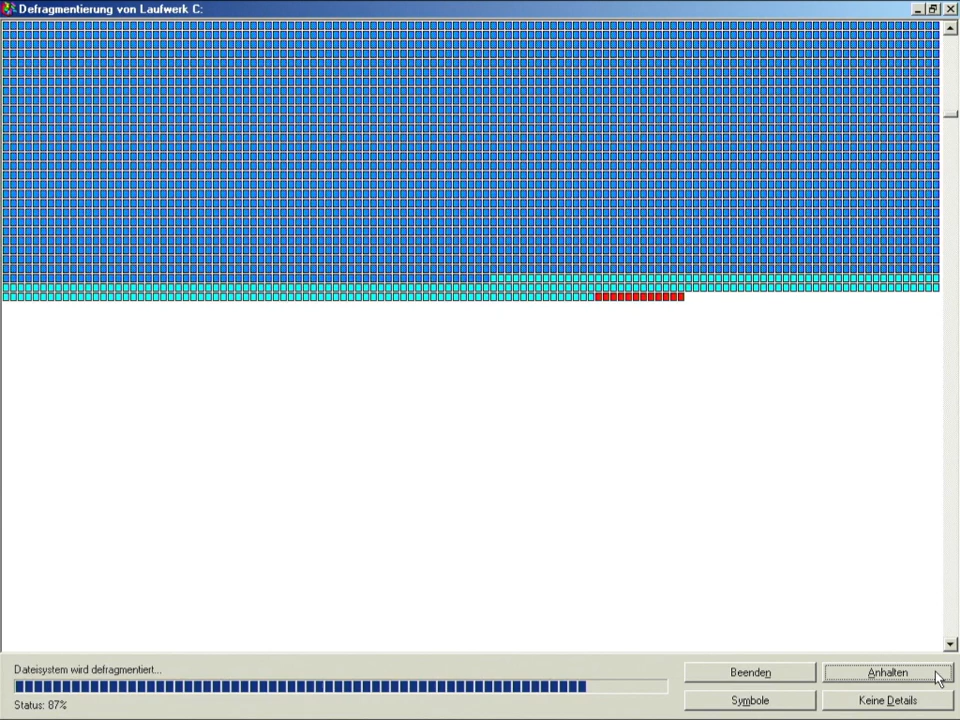 Defragmentierung von Laufwerk C:
Dateisystem wird defragmentiert...
Status: 87%
Beenden
Anhalten
Symbole
Keine Details